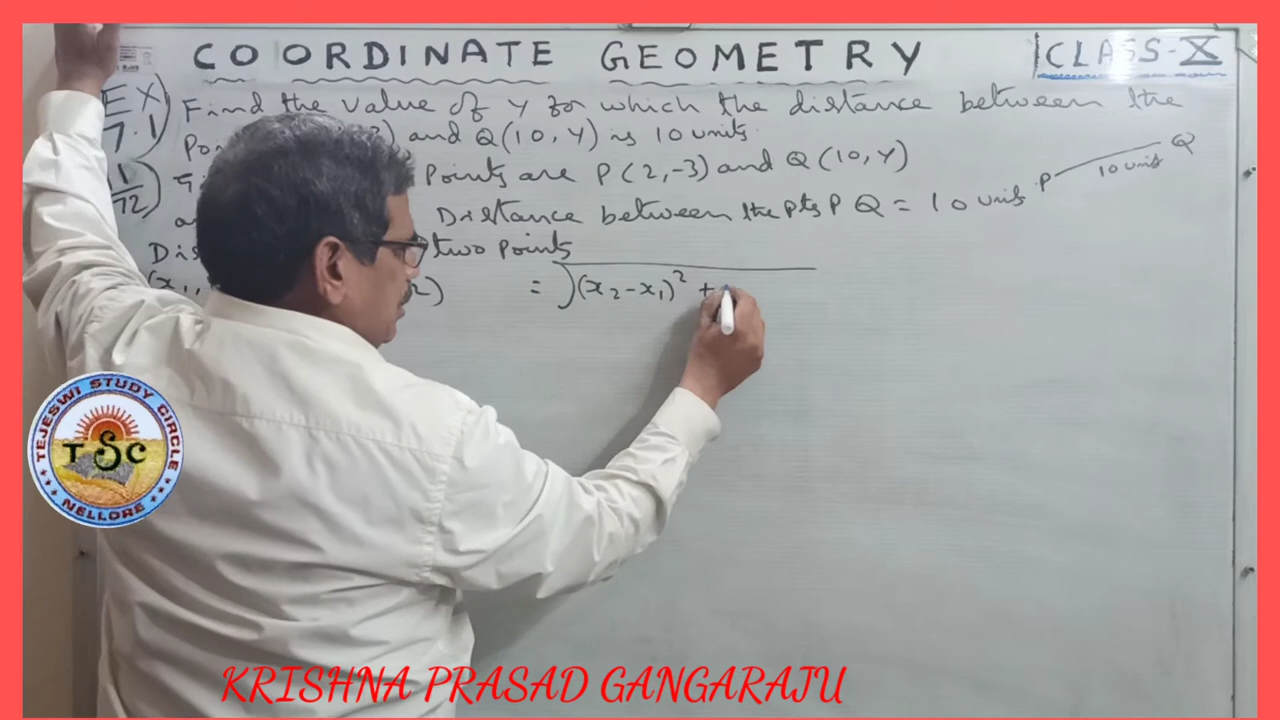 COORDINATE GEOMETRY
CLASS-X
EX 7.1) Find the value of y for which the distance between the
) and Q(10, y) is 10 units.
Points are P(2,-3) and Q(10, y)
P 10 units Q
Distance between the pts P Q = 10 units
two points
= √(x₂-x₁)² +
TEJESWI STUDY CIRCLE
TSC
NELLORE
KRISHNA PRASAD GANGARAJU